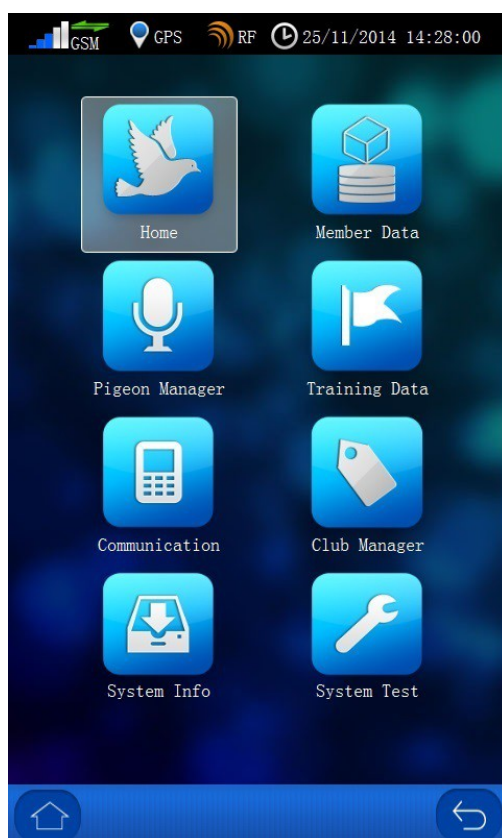 GSM GPS RF 25/11/2014 14:28:00
Home Member Data
Pigeon Manager Training Data
Communication Club Manager
System Info System Test